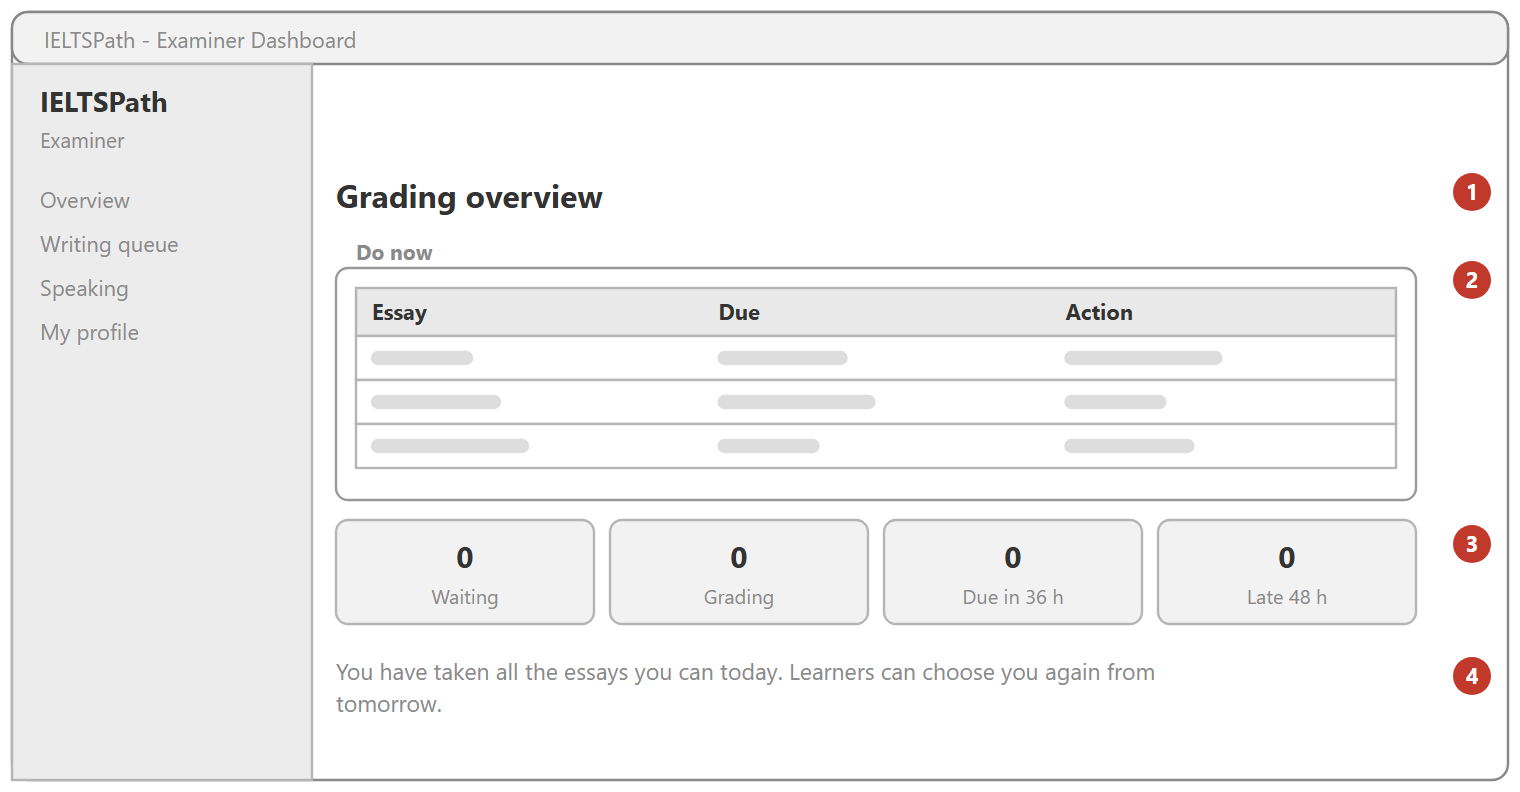 IELTSPath - Examiner Dashboard
IELTSPath
Examiner
Overview
Writing queue
Speaking
My profile
Grading overview
1
Do now
2
Essay Due Action
0 0 0 0
3
Waiting Grading Due in 36 h Late 48 h
You have taken all the essays you can today. Learners can choose you again from
4
tomorrow.